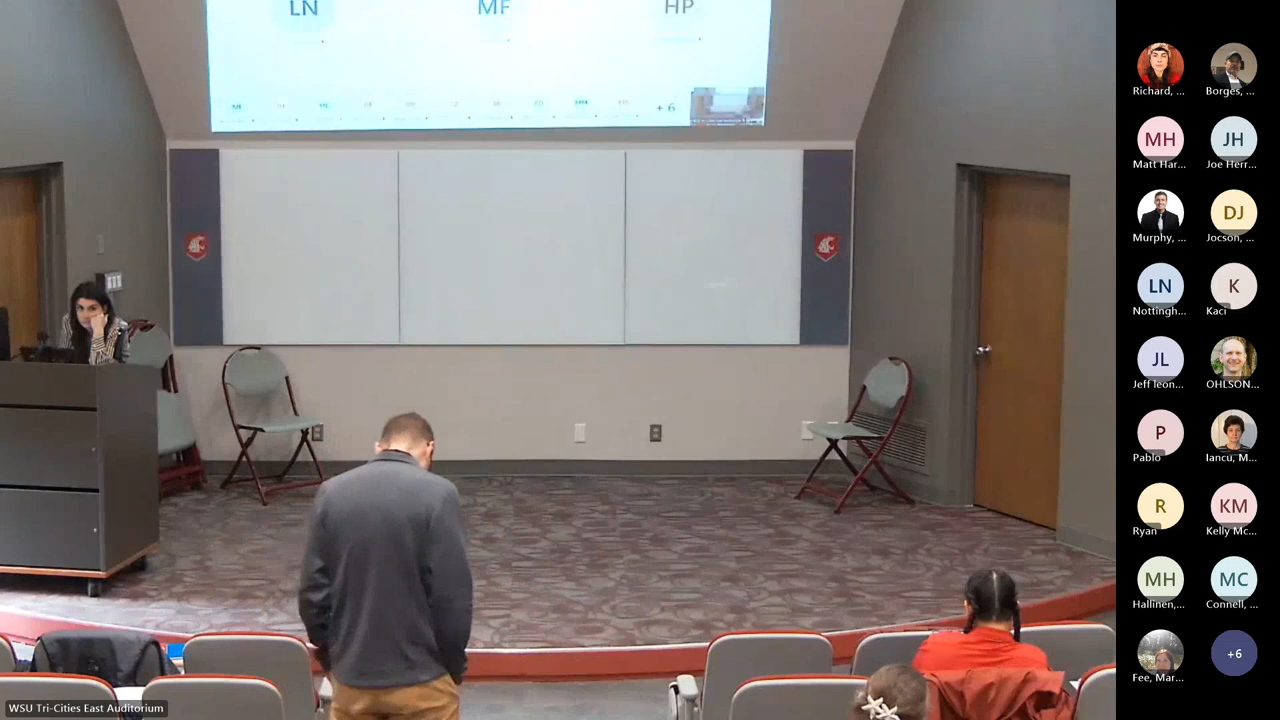 LN
MF
HP
+ 6
Richard, ...
Borges, ...
MH
JH
Matt Har...
Joe Herr...
Murphy, ...
DJ
Jocson, ...
LN
K
Nottingh...
Kaci
JL
Jeff leon...
OHLSON...
P
Pablo
Iancu, M...
R
KM
Ryan
Kelly Mc...
MH
MC
Hallinen,...
Connell, ...
+6
Fee, Mar...
WSU Tri-Cities East Auditorium